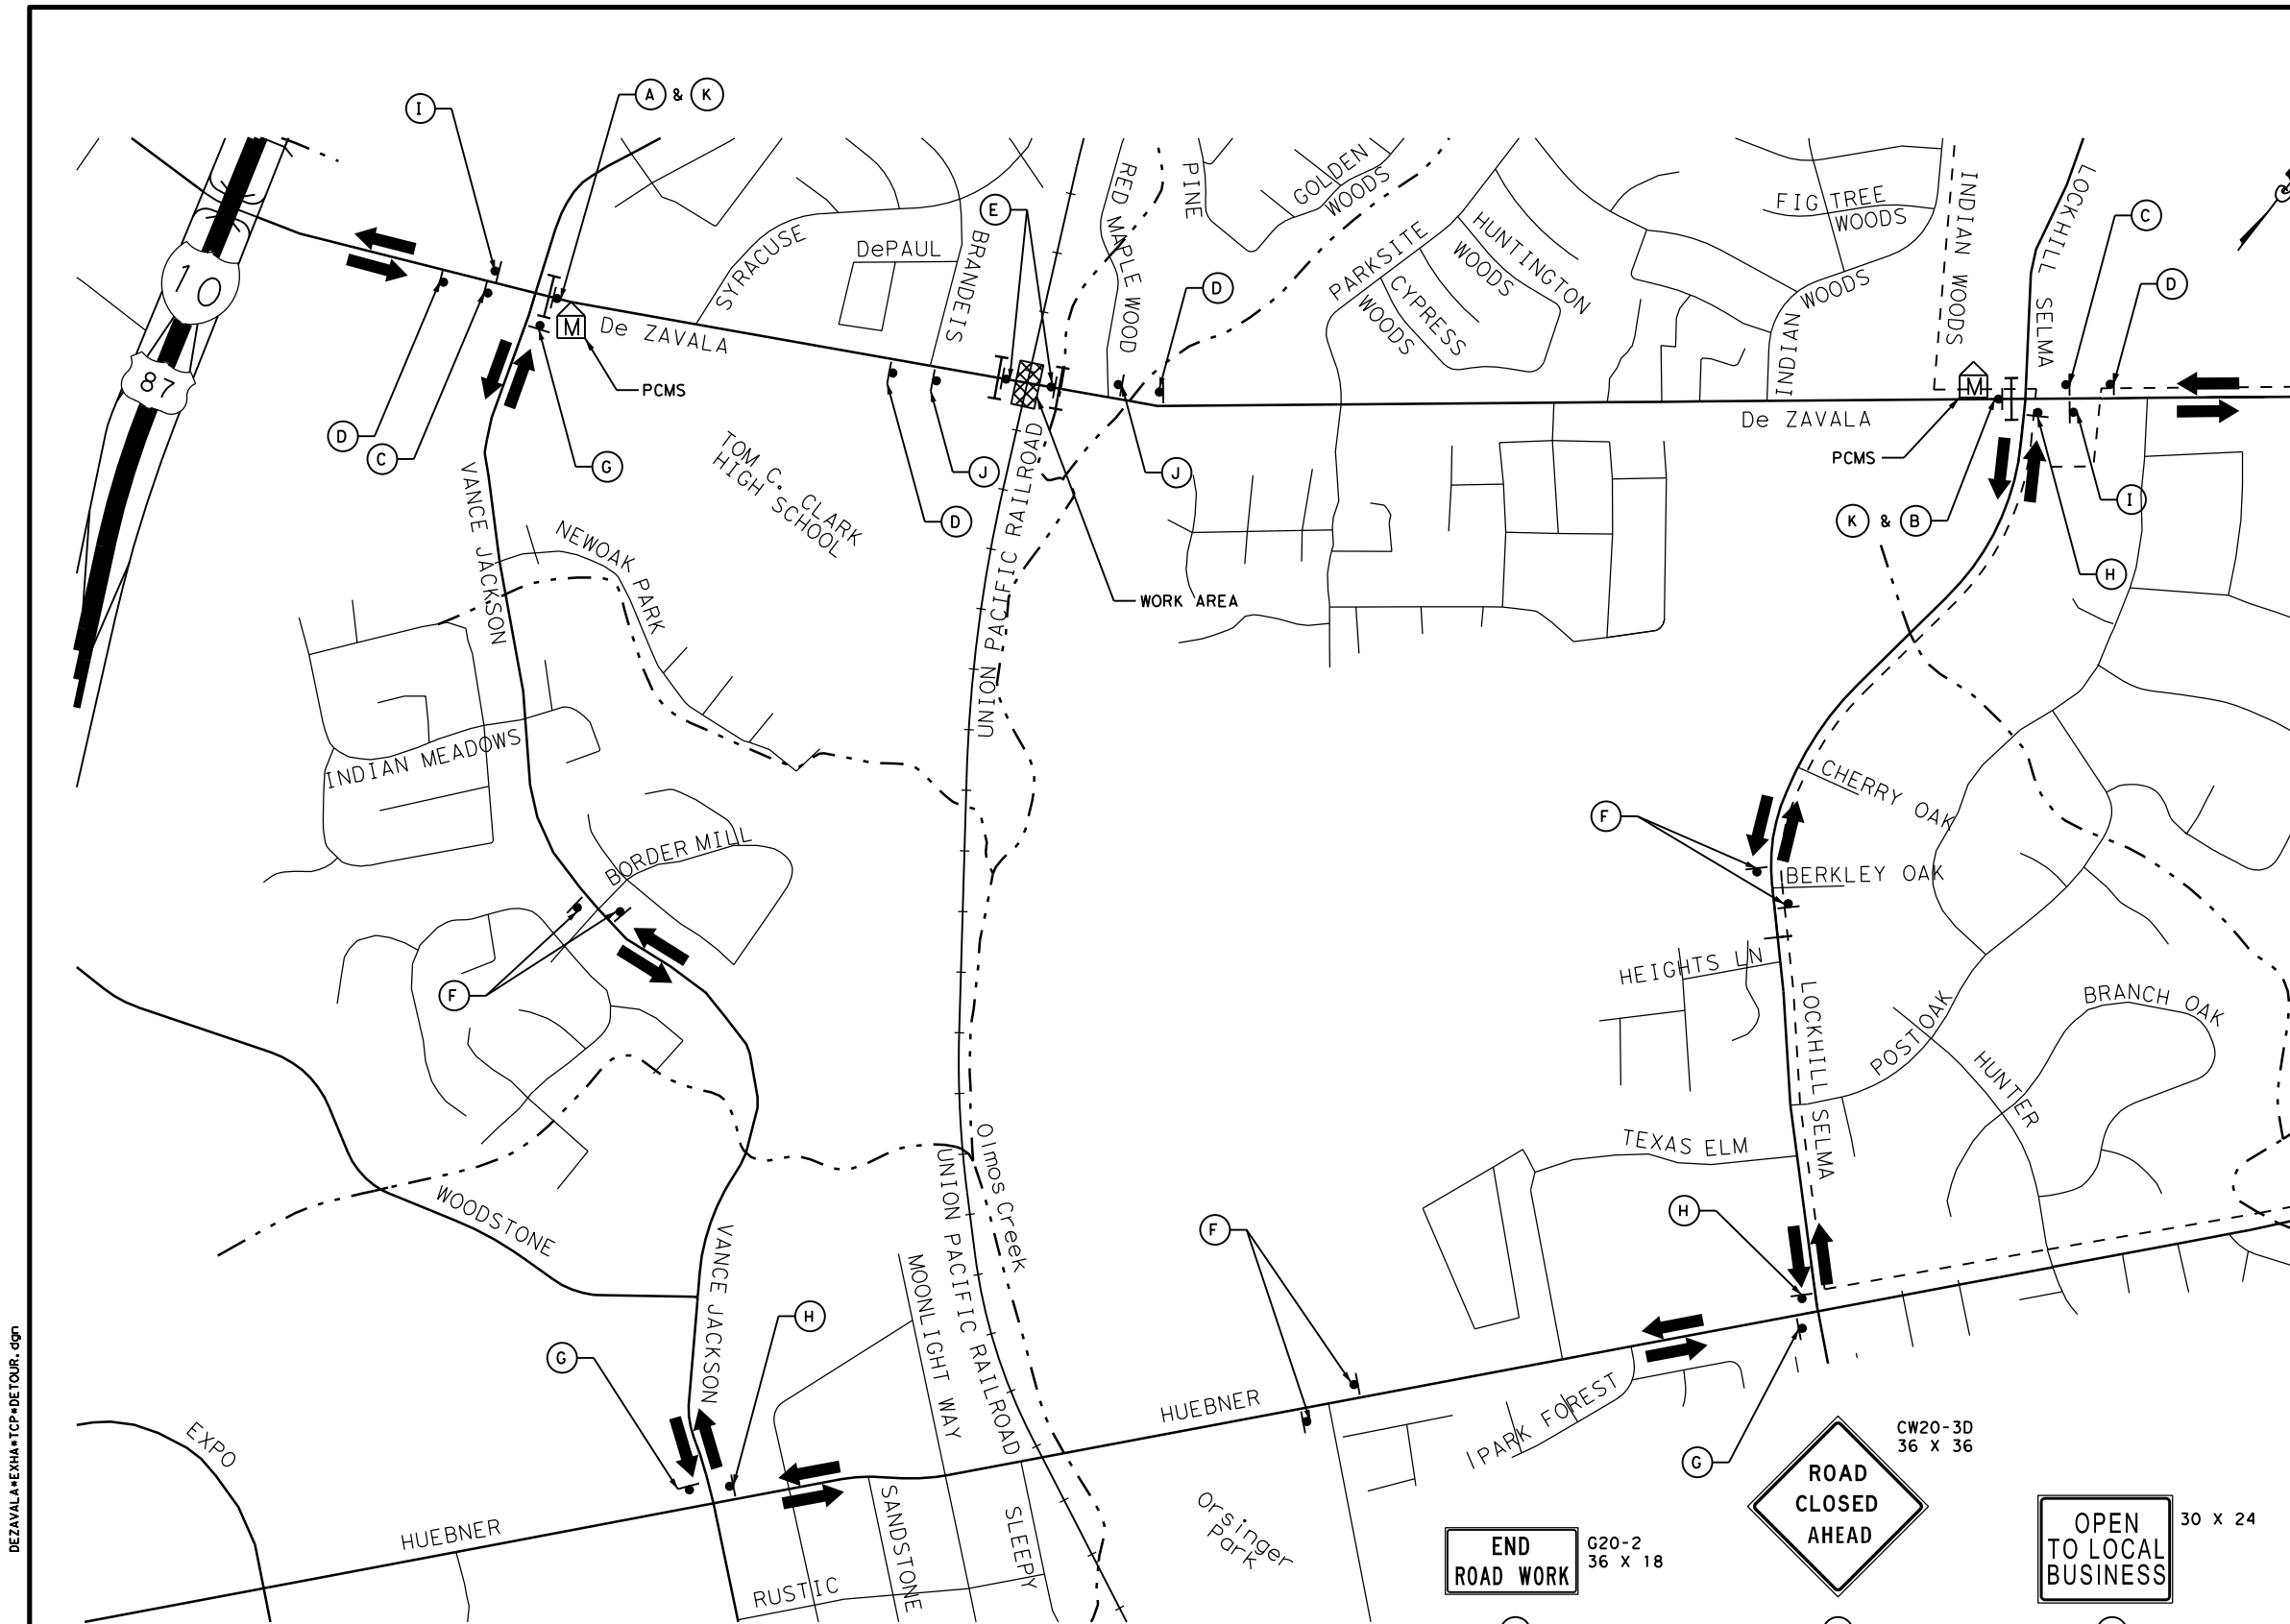 I
A & K
E
C
D
D
10
87
RED MAPLE WOOD
PINE
GOLDEN
WOODS
PARKSITE
WOODS
HUNTINGTON
WOODS
CYPRESS
FIG TREE
WOODS
INDIAN
WOODS
INDIAN WOODS
LOCKHILL SELMA
SYRACUSE
DePAUL
BRANDEIS
M
De ZAVALA
PCMS
M
De ZAVALA
PCMS
D
C
G
J
D
J
K & B
I
H
TOM C. CLARK
HIGH SCHOOL
UNION PACIFIC RAILROAD
WORK AREA
VANCE JACKSON
NEWOAK PARK
INDIAN MEADOWS
BORDER MILL
F
F
CHERRY OAK
BERKLEY OAK
HEIGHTS LN
LOCKHILL SELMA
POST OAK
HUNTER
BRANCH OAK
TEXAS ELM
WOODSTONE
VANCE JACKSON
UNION PACIFIC RAILROAD
Olmos Creek
MOONLIGHT WAY
F
H
H
G
G
EXPO
HUEBNER
HUEBNER
SANDSTONE
SLEEPY
RUSTIC
Orsinger
Park
PARK FOREST
END
ROAD WORK
G20-2
36 X 18
ROAD
CLOSED
AHEAD
CW20-3D
36 X 36
OPEN
TO LOCAL
BUSINESS
30 X 24
DEZAVALA*EXHA*TCP*DETOUR.dgn